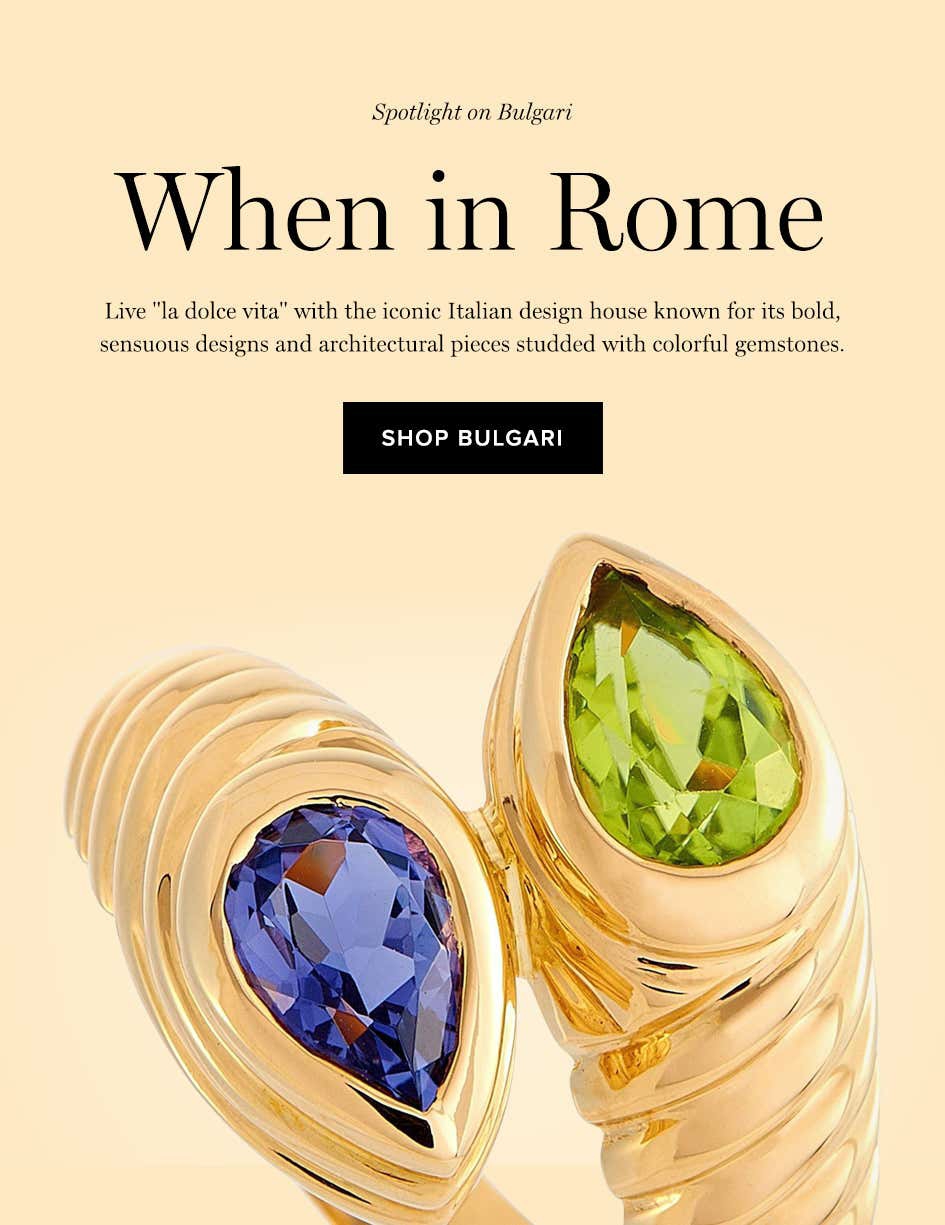 Spotlight on Bulgari
When in Rome
Live "la dolce vita" with the iconic Italian design house known for its bold,
sensuous designs and architectural pieces studded with colorful gemstones.
SHOP BULGARI